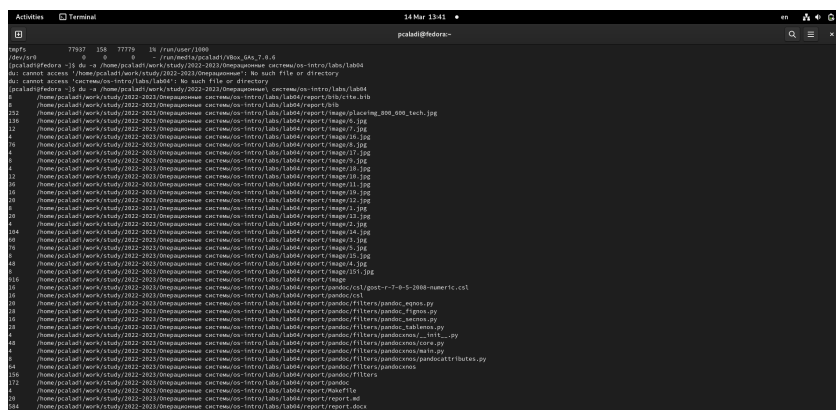 Activities Terminal 14 Mar 13:41 en
pcaladi@fedora:~
tmpfs 77937 158 77779 1% /run/user/1000
/dev/sr0 0 0 0 - /run/media/pcaladi/VBox_GAs_7.0.6
[pcaladi@fedora ~]$ du -a /home/pcaladi/work/study/2022-2023/Операционные системы/os-intro/labs/lab04
du: cannot access '/home/pcaladi/work/study/2022-2023/Операционные': No such file or directory
du: cannot access 'системы/os-intro/labs/lab04': No such file or directory
[pcaladi@fedora ~]$ du -a /home/pcaladi/work/study/2022-2023/Операционные\ системы/os-intro/labs/lab04
8 /home/pcaladi/work/study/2022-2023/Операционные системы/os-intro/labs/lab04/report/bib/cite.bib
8 /home/pcaladi/work/study/2022-2023/Операционные системы/os-intro/labs/lab04/report/bib
252 /home/pcaladi/work/study/2022-2023/Операционные системы/os-intro/labs/lab04/report/image/placeimg_800_600_tech.jpg
136 /home/pcaladi/work/study/2022-2023/Операционные системы/os-intro/labs/lab04/report/image/6.jpg
12 /home/pcaladi/work/study/2022-2023/Операционные системы/os-intro/labs/lab04/report/image/7.jpg
4 /home/pcaladi/work/study/2022-2023/Операционные системы/os-intro/labs/lab04/report/image/16.jpg
76 /home/pcaladi/work/study/2022-2023/Операционные системы/os-intro/labs/lab04/report/image/8.jpg
4 /home/pcaladi/work/study/2022-2023/Операционные системы/os-intro/labs/lab04/report/image/17.jpg
8 /home/pcaladi/work/study/2022-2023/Операционные системы/os-intro/labs/lab04/report/image/9.jpg
4 /home/pcaladi/work/study/2022-2023/Операционные системы/os-intro/labs/lab04/report/image/18.jpg
12 /home/pcaladi/work/study/2022-2023/Операционные системы/os-intro/labs/lab04/report/image/10.jpg
36 /home/pcaladi/work/study/2022-2023/Операционные системы/os-intro/labs/lab04/report/image/11.jpg
16 /home/pcaladi/work/study/2022-2023/Операционные системы/os-intro/labs/lab04/report/image/19.jpg
20 /home/pcaladi/work/study/2022-2023/Операционные системы/os-intro/labs/lab04/report/image/12.jpg
8 /home/pcaladi/work/study/2022-2023/Операционные системы/os-intro/labs/lab04/report/image/1.jpg
20 /home/pcaladi/work/study/2022-2023/Операционные системы/os-intro/labs/lab04/report/image/13.jpg
4 /home/pcaladi/work/study/2022-2023/Операционные системы/os-intro/labs/lab04/report/image/2.jpg
104 /home/pcaladi/work/study/2022-2023/Операционные системы/os-intro/labs/lab04/report/image/14.jpg
60 /home/pcaladi/work/study/2022-2023/Операционные системы/os-intro/labs/lab04/report/image/3.jpg
76 /home/pcaladi/work/study/2022-2023/Операционные системы/os-intro/labs/lab04/report/image/5.jpg
8 /home/pcaladi/work/study/2022-2023/Операционные системы/os-intro/labs/lab04/report/image/15.jpg
48 /home/pcaladi/work/study/2022-2023/Операционные системы/os-intro/labs/lab04/report/image/4.jpg
8 /home/pcaladi/work/study/2022-2023/Операционные системы/os-intro/labs/lab04/report/image/15i.jpg
916 /home/pcaladi/work/study/2022-2023/Операционные системы/os-intro/labs/lab04/report/image
16 /home/pcaladi/work/study/2022-2023/Операционные системы/os-intro/labs/lab04/report/pandoc/csl/gost-r-7-0-5-2008-numeric.csl
16 /home/pcaladi/work/study/2022-2023/Операционные системы/os-intro/labs/lab04/report/pandoc/csl
20 /home/pcaladi/work/study/2022-2023/Операционные системы/os-intro/labs/lab04/report/pandoc/filters/pandoc_eqnos.py
28 /home/pcaladi/work/study/2022-2023/Операционные системы/os-intro/labs/lab04/report/pandoc/filters/pandoc_fignos.py
16 /home/pcaladi/work/study/2022-2023/Операционные системы/os-intro/labs/lab04/report/pandoc/filters/pandoc_secnos.py
28 /home/pcaladi/work/study/2022-2023/Операционные системы/os-intro/labs/lab04/report/pandoc/filters/pandoc_tablenos.py
4 /home/pcaladi/work/study/2022-2023/Операционные системы/os-intro/labs/lab04/report/pandoc/filters/pandocxnos/__init__.py
48 /home/pcaladi/work/study/2022-2023/Операционные системы/os-intro/labs/lab04/report/pandoc/filters/pandocxnos/core.py
4 /home/pcaladi/work/study/2022-2023/Операционные системы/os-intro/labs/lab04/report/pandoc/filters/pandocxnos/main.py
8 /home/pcaladi/work/study/2022-2023/Операционные системы/os-intro/labs/lab04/report/pandoc/filters/pandocxnos/pandocattributes.py
64 /home/pcaladi/work/study/2022-2023/Операционные системы/os-intro/labs/lab04/report/pandoc/filters/pandocxnos
156 /home/pcaladi/work/study/2022-2023/Операционные системы/os-intro/labs/lab04/report/pandoc/filters
172 /home/pcaladi/work/study/2022-2023/Операционные системы/os-intro/labs/lab04/report/pandoc
4 /home/pcaladi/work/study/2022-2023/Операционные системы/os-intro/labs/lab04/report/Makefile
20 /home/pcaladi/work/study/2022-2023/Операционные системы/os-intro/labs/lab04/report/report.md
584 /home/pcaladi/work/study/2022-2023/Операционные системы/os-intro/labs/lab04/report/report.docx